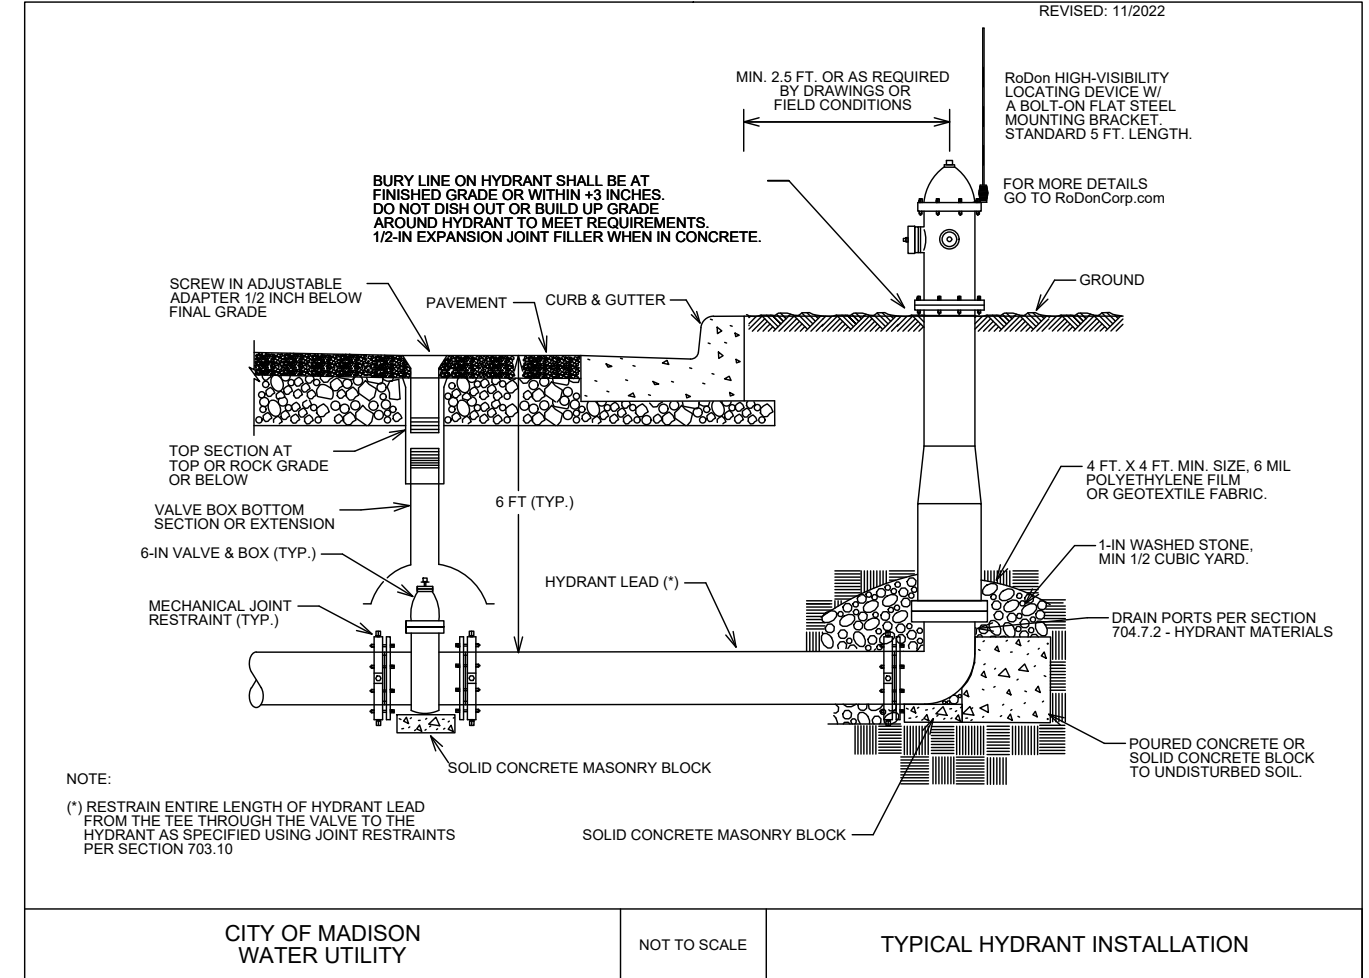 REVISED: 11/2022
MIN. 2.5 FT. OR AS REQUIRED
BY DRAWINGS OR
FIELD CONDITIONS
RoDon HIGH-VISIBILITY
LOCATING DEVICE W/
A BOLT-ON FLAT STEEL
MOUNTING BRACKET.
STANDARD 5 FT. LENGTH.
FOR MORE DETAILS
GO TO RoDonCorp.com
BURY LINE ON HYDRANT SHALL BE AT
FINISHED GRADE OR WITHIN +3 INCHES.
DO NOT DISH OUT OR BUILD UP GRADE
AROUND HYDRANT TO MEET REQUIREMENTS.
1/2-IN EXPANSION JOINT FILLER WHEN IN CONCRETE.
SCREW IN ADJUSTABLE
ADAPTER 1/2 INCH BELOW
FINAL GRADE
PAVEMENT
CURB & GUTTER
GROUND
TOP SECTION AT
TOP OR ROCK GRADE
OR BELOW
VALVE BOX BOTTOM
SECTION OR EXTENSION
6 FT (TYP.)
4 FT. X 4 FT. MIN. SIZE, 6 MIL
POLYETHYLENE FILM
OR GEOTEXTILE FABRIC.
6-IN VALVE & BOX (TYP.)
1-IN WASHED STONE,
MIN 1/2 CUBIC YARD.
HYDRANT LEAD (*)
MECHANICAL JOINT
RESTRAINT (TYP.)
DRAIN PORTS PER SECTION
704.7.2 - HYDRANT MATERIALS
SOLID CONCRETE MASONRY BLOCK
POURED CONCRETE OR
SOLID CONCRETE BLOCK
TO UNDISTURBED SOIL.
NOTE:
(*) RESTRAIN ENTIRE LENGTH OF HYDRANT LEAD
FROM THE TEE THROUGH THE VALVE TO THE
HYDRANT AS SPECIFIED USING JOINT RESTRAINTS
PER SECTION 703.10
SOLID CONCRETE MASONRY BLOCK
CITY OF MADISON
WATER UTILITY
NOT TO SCALE
TYPICAL HYDRANT INSTALLATION